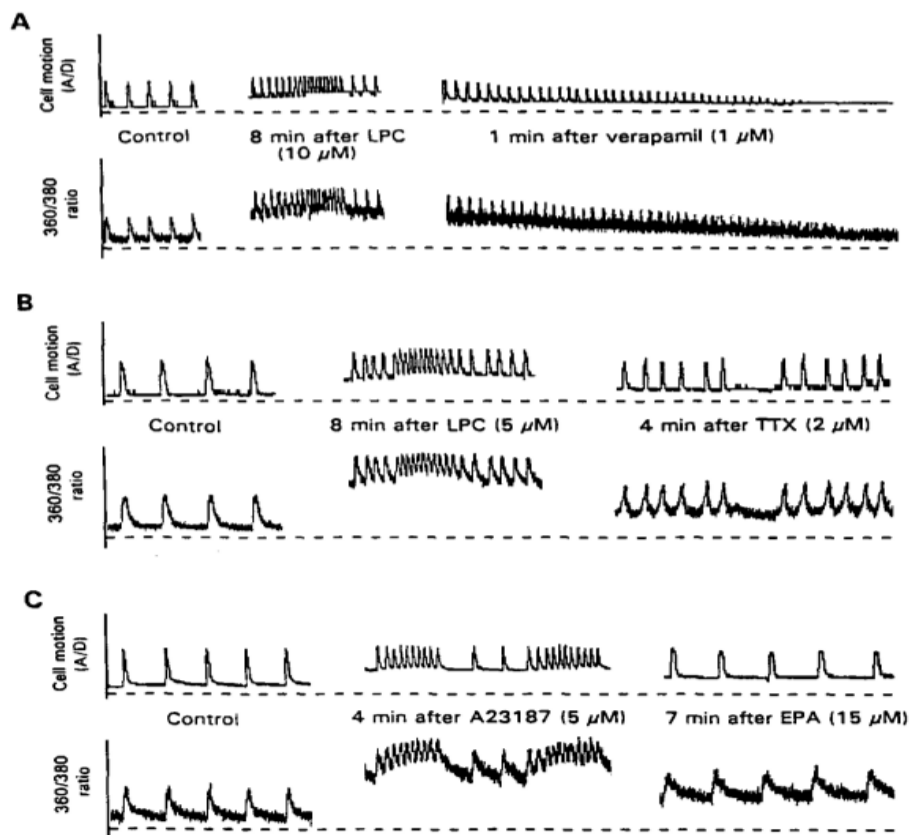 A
Cell motion
(A/D)
Control
8 min after LPC
(10 μM)
1 min after verapamil (1 μM)
360/380
ratio
B
Cell motion
(A/D)
Control
8 min after LPC (5 μM)
4 min after TTX (2 μM)
360/380
ratio
C
Cell motion
(A/D)
Control
4 min after A23187 (5 μM)
7 min after EPA (15 μM)
360/380
ratio